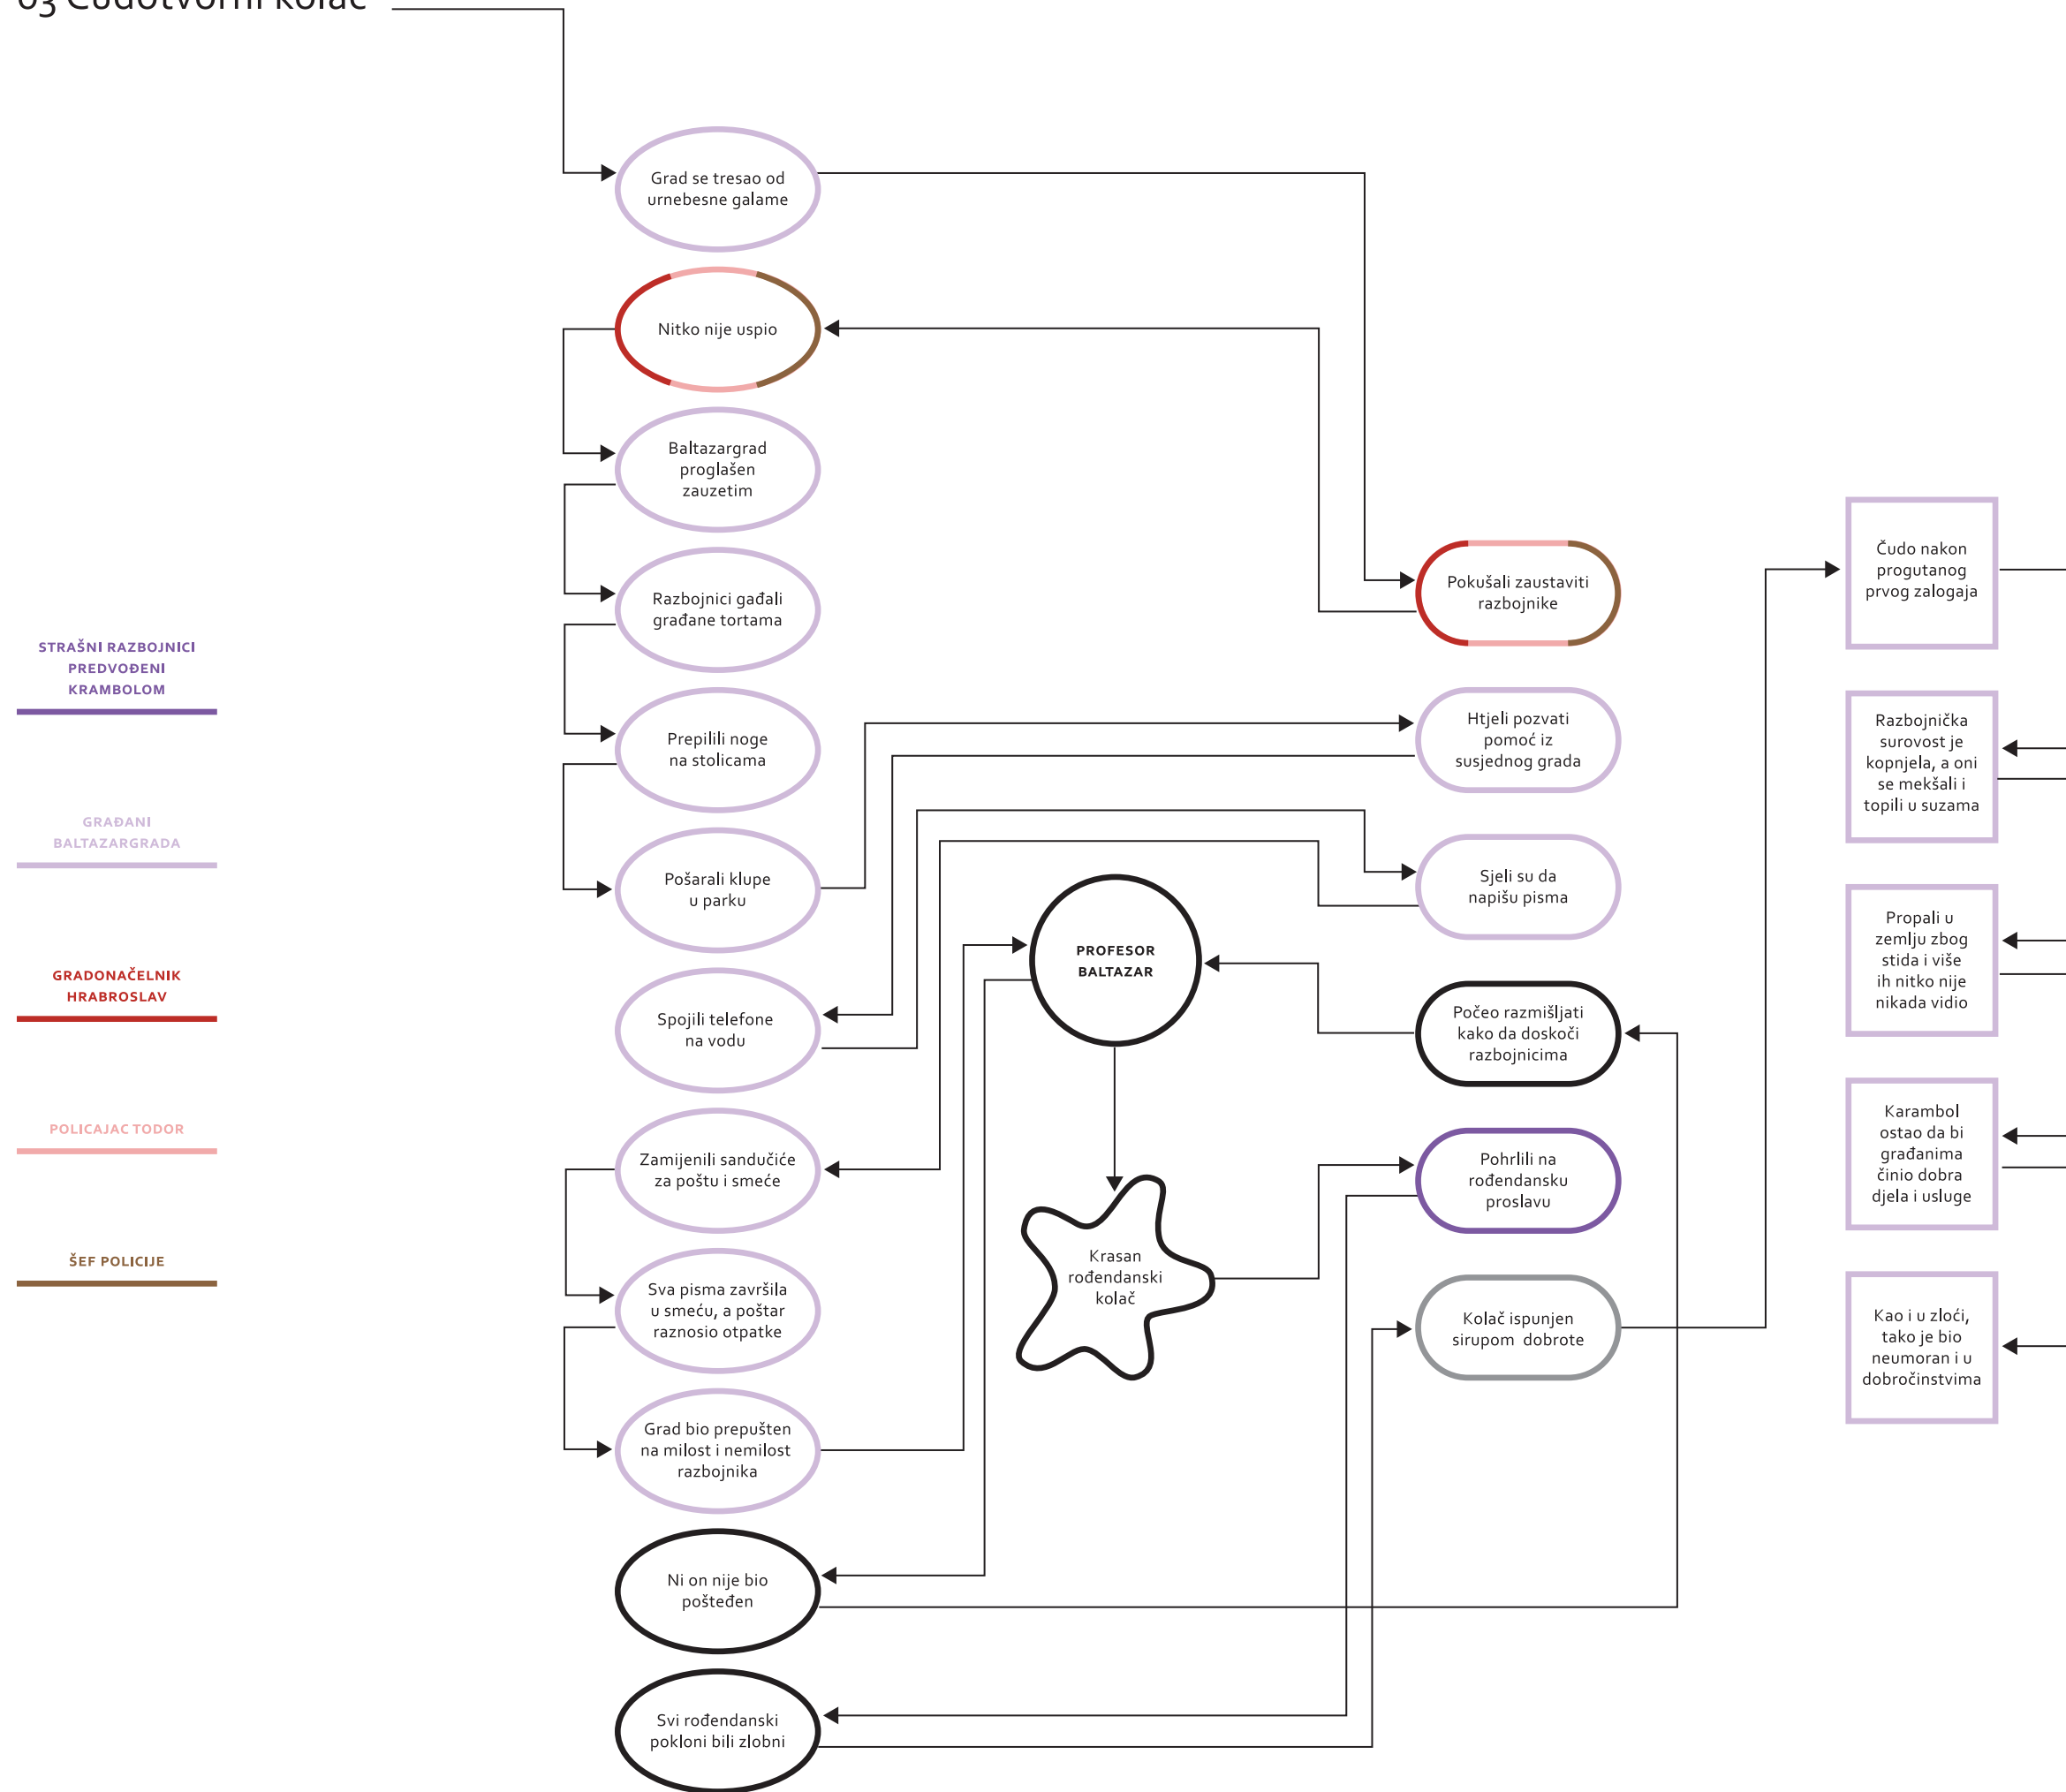 03 Čudotvorni kolač
Grad se tresao od
urnebesne galame
Nitko nije uspio
Baltazargrad
proglašen
zauzetim
Razbojnici gađali
građane tortama
Prepilili noge
na stolicama
Pošarali klupe
u parku
Spojili telefone
na vodu
Zamijenili sandučiće
za poštu i smeće
Sva pisma završila
u smeću, a poštar
raznosio otpatke
Grad bio prepušten
na milost i nemilost
razbojnika
Ni on nije bio
pošteđen
Svi rođendanski
pokloni bili zlobni
STRAŠNI RAZBOJNICI
PREDVOĐENI
KRAMBOLOM
GRAĐANI
BALTAZARGRADA
GRADONAČELNIK
HRABROSLAV
POLICAJAC TODOR
ŠEF POLICIJE
PROFESOR
BALTAZAR
Krasan
rođendanski
kolač
Pokušali zaustaviti
razbojnike
Htjeli pozvati
pomoć iz
susjednog grada
Sjeli su da
napišu pisma
Počeo razmišljati
kako da doskoči
razbojnicima
Pohrlili na
rođendansku
proslavu
Kolač ispunjen
sirupom dobrote
Čudo nakon
progutanog
prvog zalogaja
Razbojnička
surovost je
kopnjela, a oni
se mekšali i
topili u suzama
Propali u
zemlju zbog
stida i više
ih nitko nije
nikada vidio
Karambol
ostao da bi
građanima
činio dobra
djela i usluge
Kao i u zloći,
tako je bio
neumoran i u
dobročinstvima